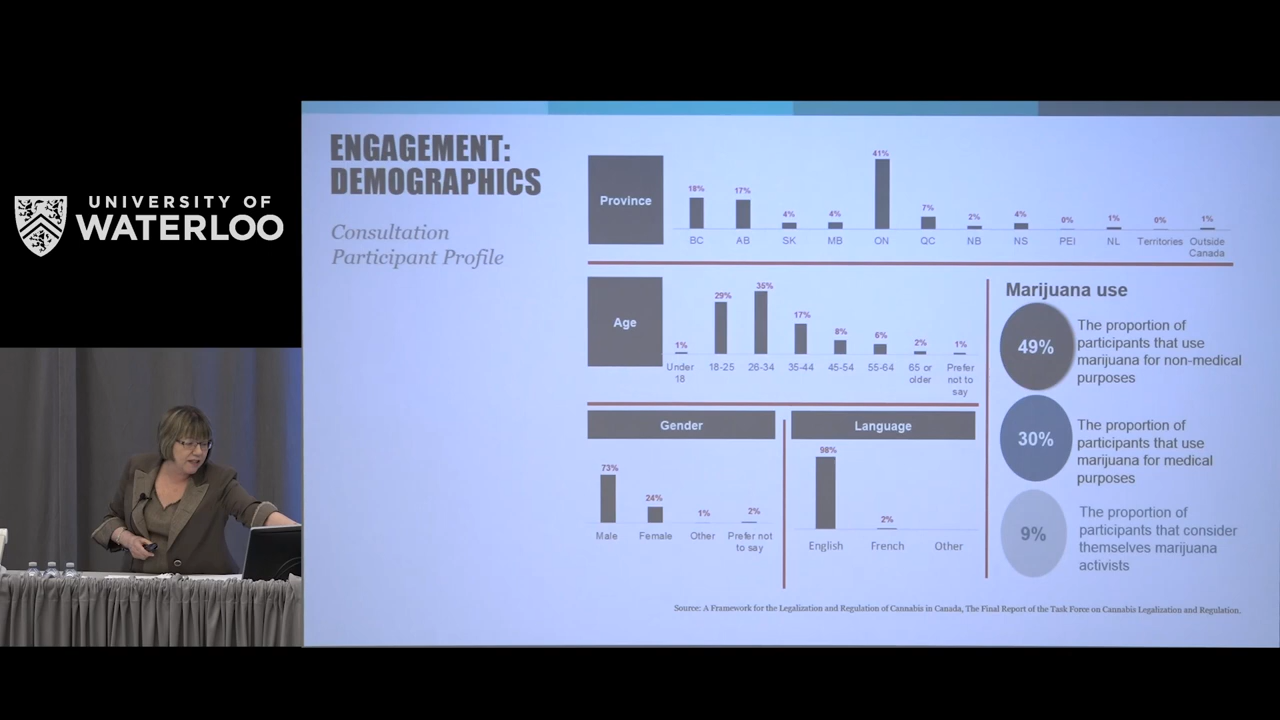 UNIVERSITY OF
WATERLOO
ENGAGEMENT:
DEMOGRAPHICS
Consultation
Participant Profile
Province
18% 17% 4% 4% 41% 7% 2% 4% 0% 1% 0% 1%
BC AB SK MB ON QC NB NS PEI NL Territories Outside
Canada
Age
1% 29% 35% 17% 8% 6% 2% 1%
Under 18-25 26-34 35-44 45-54 55-64 65 or Prefer
18 older not to
say
Gender
73% 24% 1% 2%
Male Female Other Prefer not
to say
Language
98% 2%
English French Other
Marijuana use
49%
The proportion of
participants that use
marijuana for non-medical
purposes
30%
The proportion of
participants that use
marijuana for medical
purposes
9%
The proportion of
participants that consider
themselves marijuana
activists
Source: A Framework for the Legalization and Regulation of Cannabis in Canada, The Final Report of the Task Force on Cannabis Legalization and Regulation.